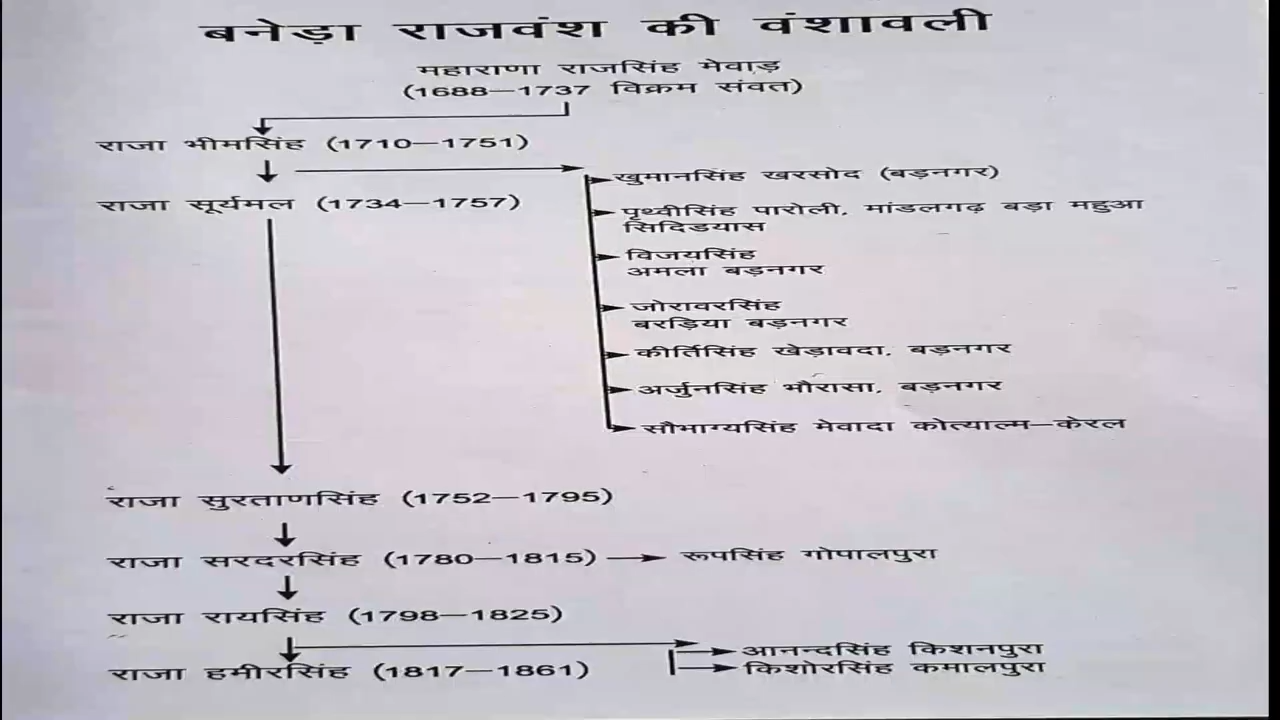 बनेड़ा राजवंश की वंशावली
महाराणा राजसिंह मेवाड़
(1688–1737 विक्रम संवत)
राजा भीमसिंह (1710–1751)
राजा सूर्यमल (1734–1757)
खुमानसिंह खरसोद (बड़नगर)
पृथ्वीसिंह पारोली, मांडलगढ़ बड़ा महुआ
सिदिडयास
विजयसिंह
अमला बड़नगर
जोरावरसिंह
बरड़िया बड़नगर
कीर्तिसिंह खेड़ावदा, बड़नगर
अर्जुनसिंह भौरासा, बड़नगर
सौभाग्यसिंह मेवादा कोत्याल्म–केरल
राजा सुरताणसिंह (1752–1795)
राजा सरदरसिंह (1780–1815)
रूपसिंह गोपालपुरा
राजा रायसिंह (1798–1825)
राजा हमीरसिंह (1817–1861)
आनन्दसिंह किशनपुरा
किशोरसिंह कमालपुरा